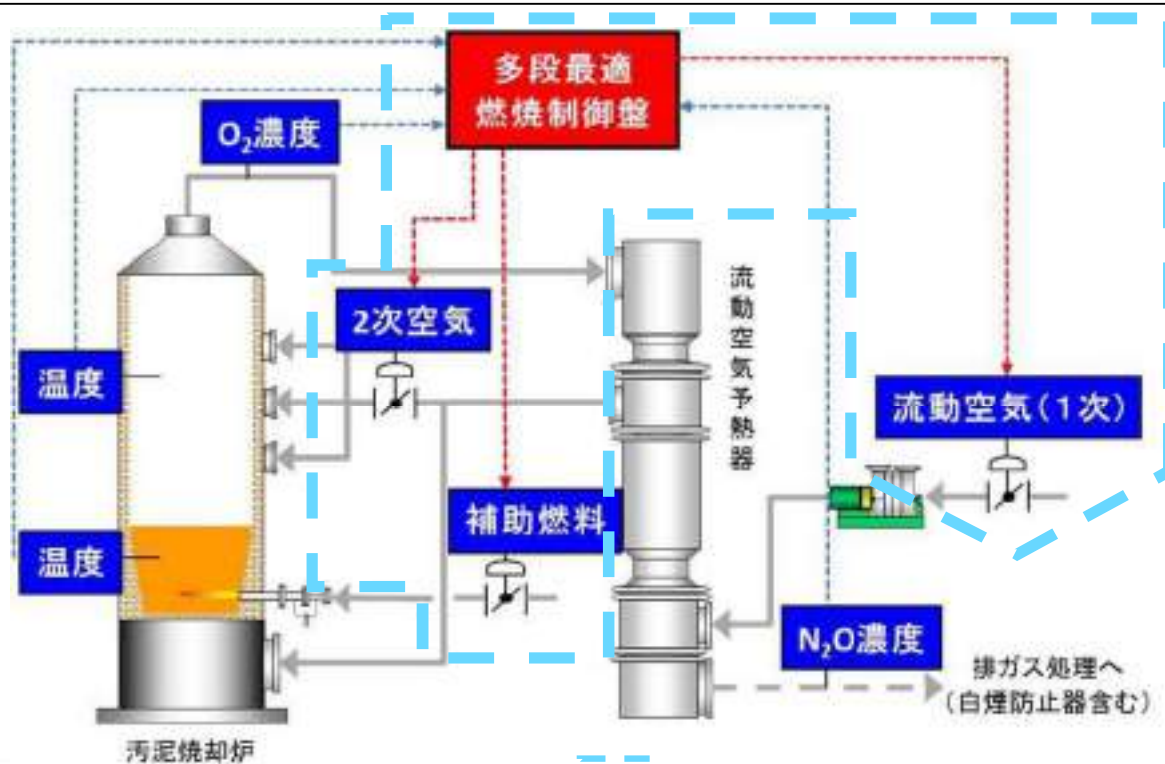 多段最適
燃焼制御盤
O₂濃度
2次空気
流動空気予熱器
温度
流動空気(1次)
補助燃料
温度
N₂O濃度
排ガス処理へ
(白煙防止器含む)
汚泥焼却炉